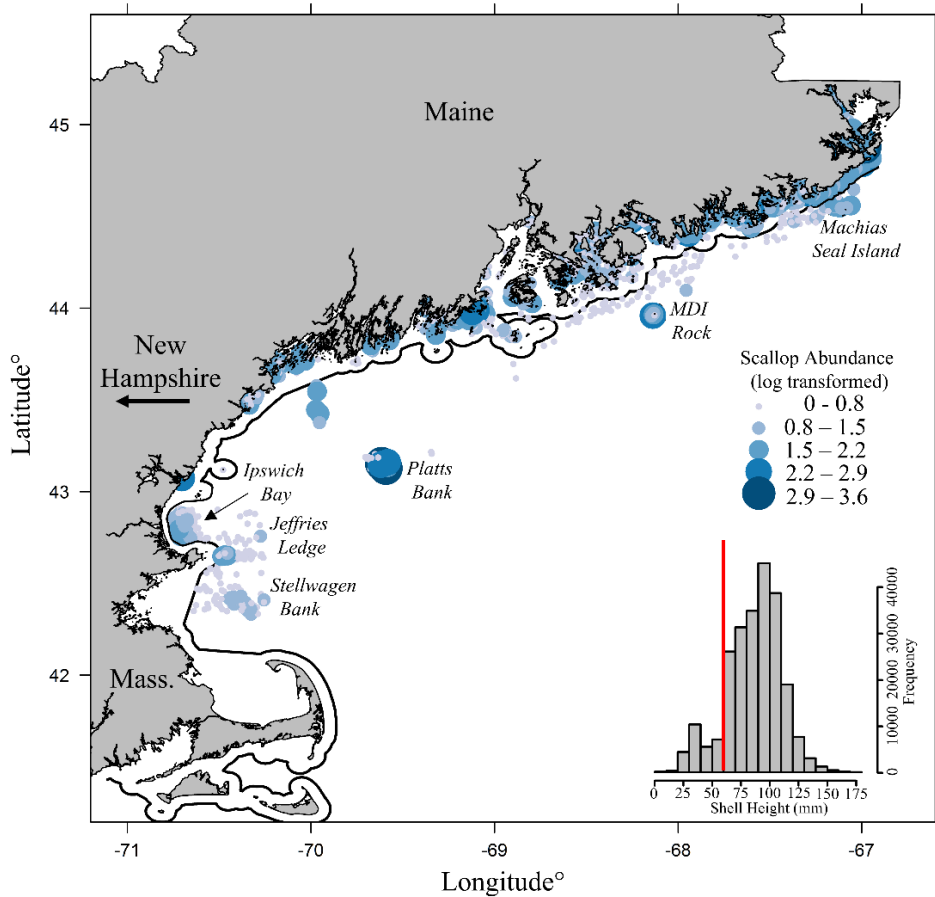 Maine
45
Machias
Seal Island
44
MDI
Rock
New
Hampshire
Scallop Abundance
(log transformed)
0 - 0.8
0.8 – 1.5
1.5 – 2.2
2.2 – 2.9
2.9 – 3.6
Latitude°
43
Ipswich
Bay
Platts
Bank
Jeffries
Ledge
Stellwagen
Bank
42
Mass.
40000
30000
20000
10000
0
Frequency
0 25 50 75 100 125 150 175
Shell Height (mm)
-71 -70 -69 -68 -67
Longitude°